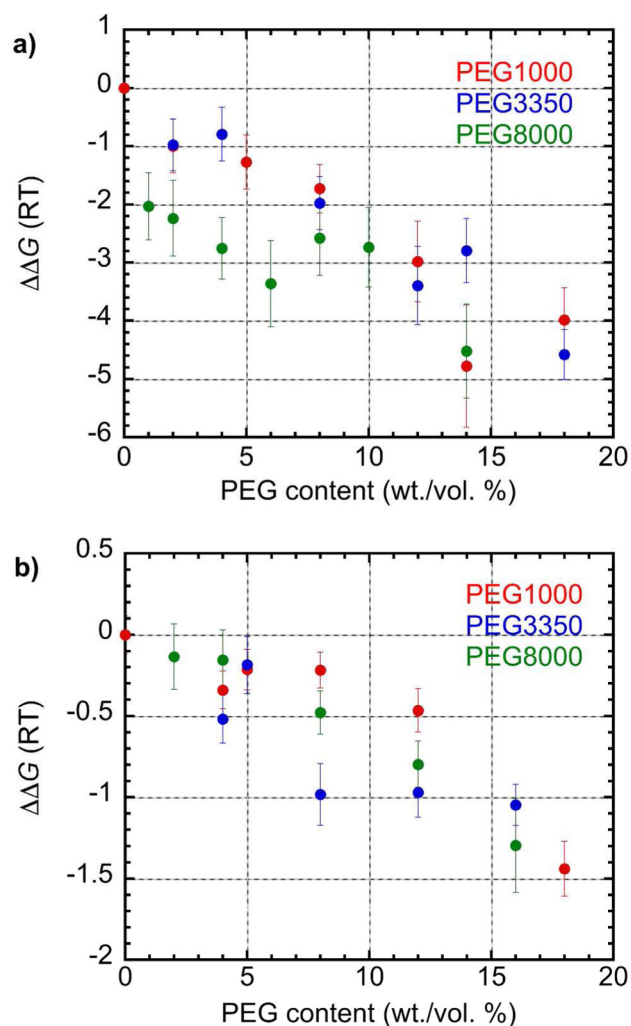 a)
1
0
-1
-2
-3
-4
-5
-6
ΔΔG (RT)
PEG1000
PEG3350
PEG8000
0 5 10 15 20
PEG content (wt./vol. %)
b)
0.5
0
-0.5
-1
-1.5
-2
ΔΔG (RT)
PEG1000
PEG3350
PEG8000
0 5 10 15 20
PEG content (wt./vol. %)